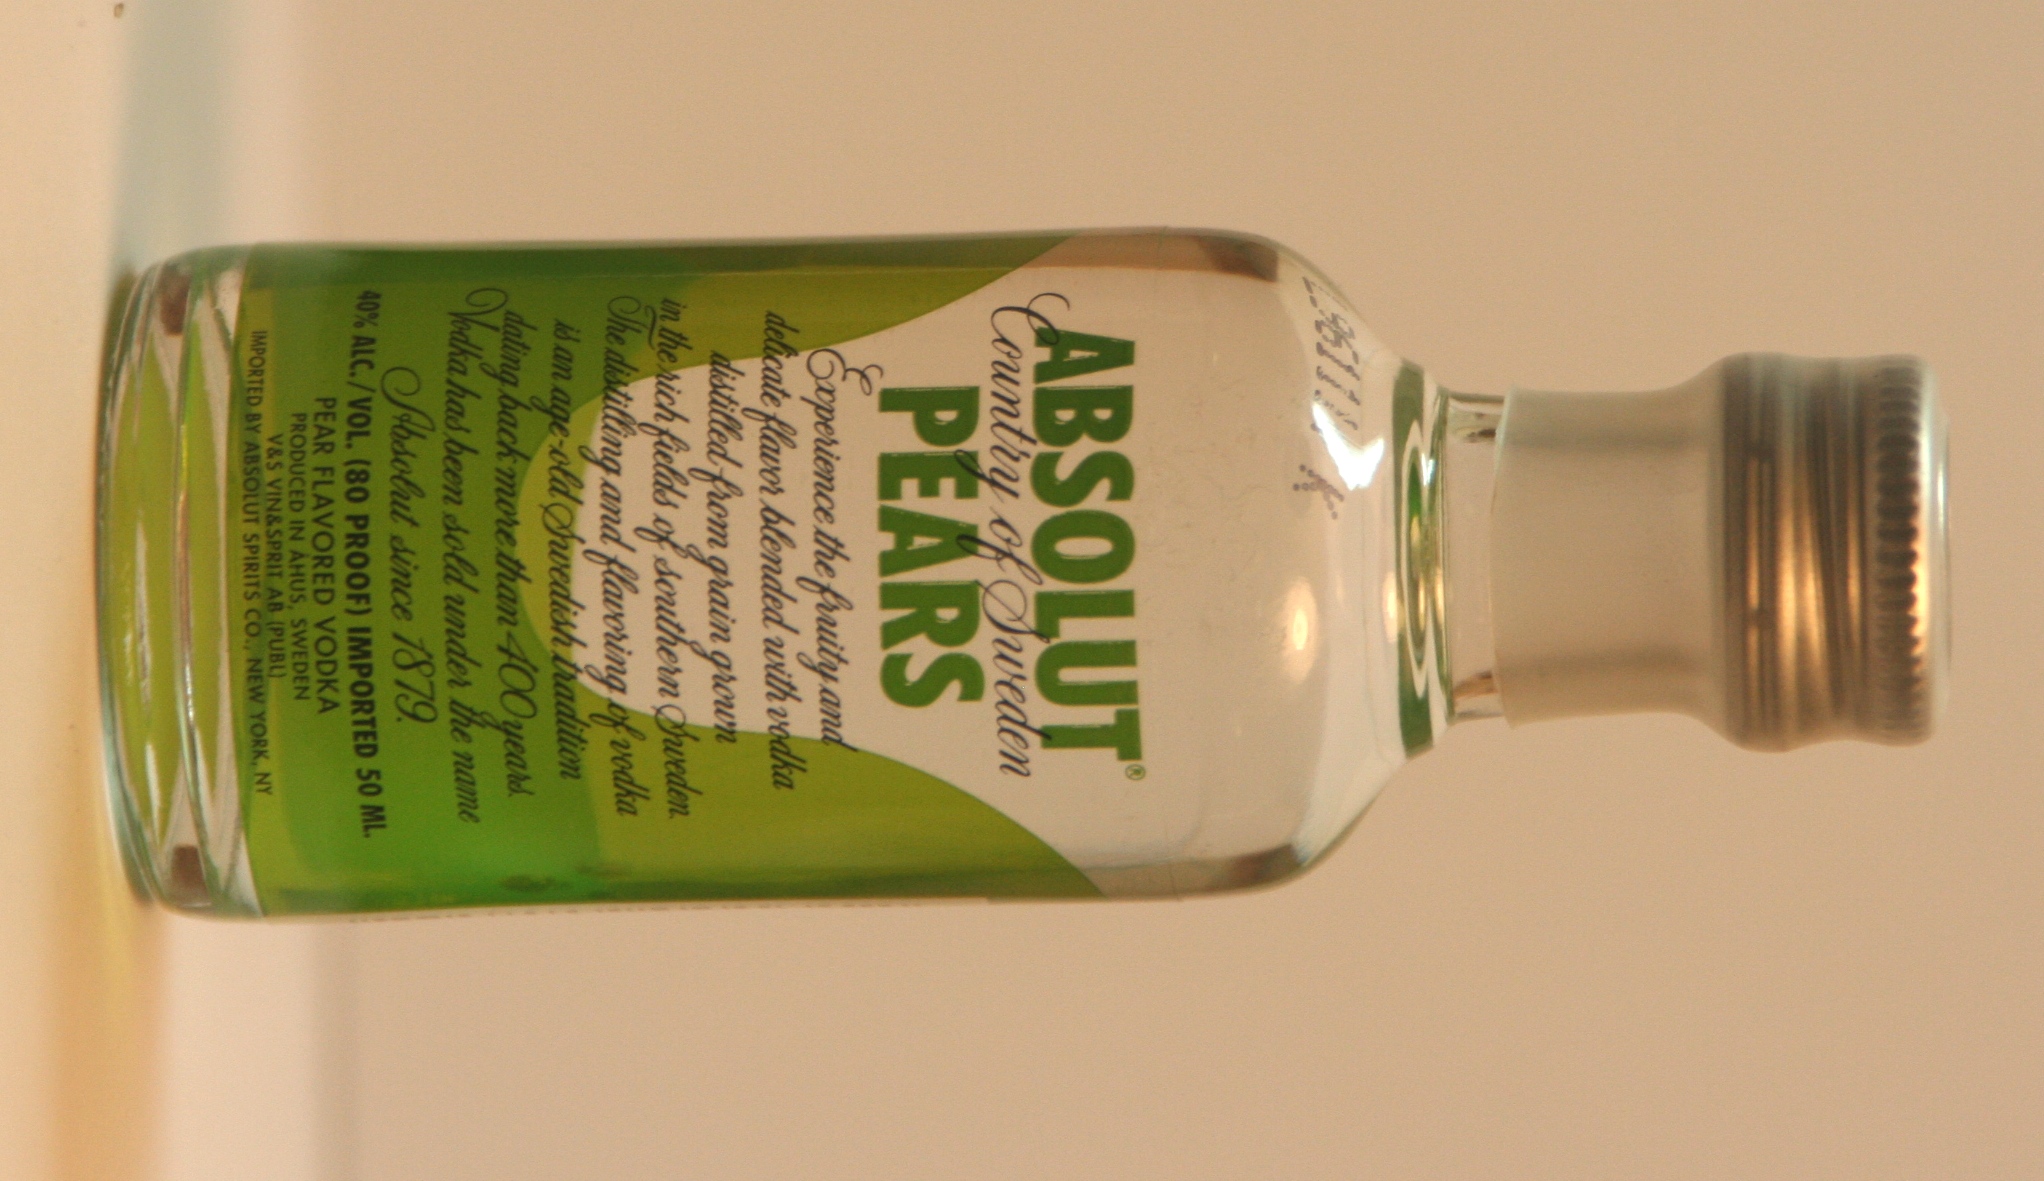 ABSOLUT®
Country of Sweden
PEARS
Experience the fruity and
delicate flavor blended with vodka
distilled from grain grown
in the rich fields of southern Sweden.
The distilling and flavoring of vodka
is an age-old Swedish tradition
dating back more than 400 years.
Vodka has been sold under the name
Absolut since 1879.
40% ALC./VOL. (80 PROOF) IMPORTED 50 ML.
PEAR FLAVORED VODKA
PRODUCED IN AHUS, SWEDEN
V&S VIN&SPRIT AB (PUBL)
IMPORTED BY ABSOLUT SPIRITS CO., NEW YORK, NY